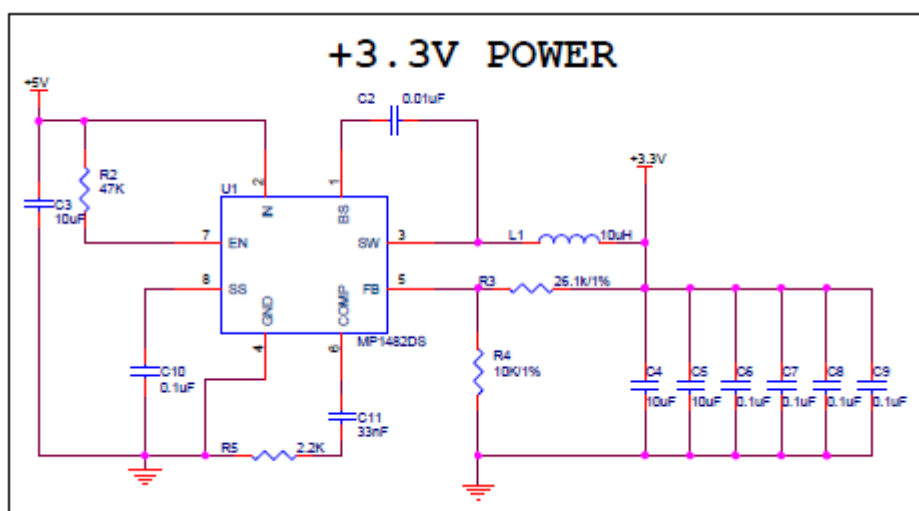 +3.3V POWER
+5V
C2 0.01uF
+3.3V
R2
47K
U1
2
1
C3
10uF
IN
BS
7 EN
SW 3
L1 10uH
8 SS
FB 5
R3 26.1k/1%
GND
COMP
MP1482DS
4
6
R4
10K/1%
C10
0.1uF
C4
10uF
C5
10uF
C6
0.1uF
C7
0.1uF
C8
0.1uF
C9
0.1uF
C11
33nF
R5 2.2K